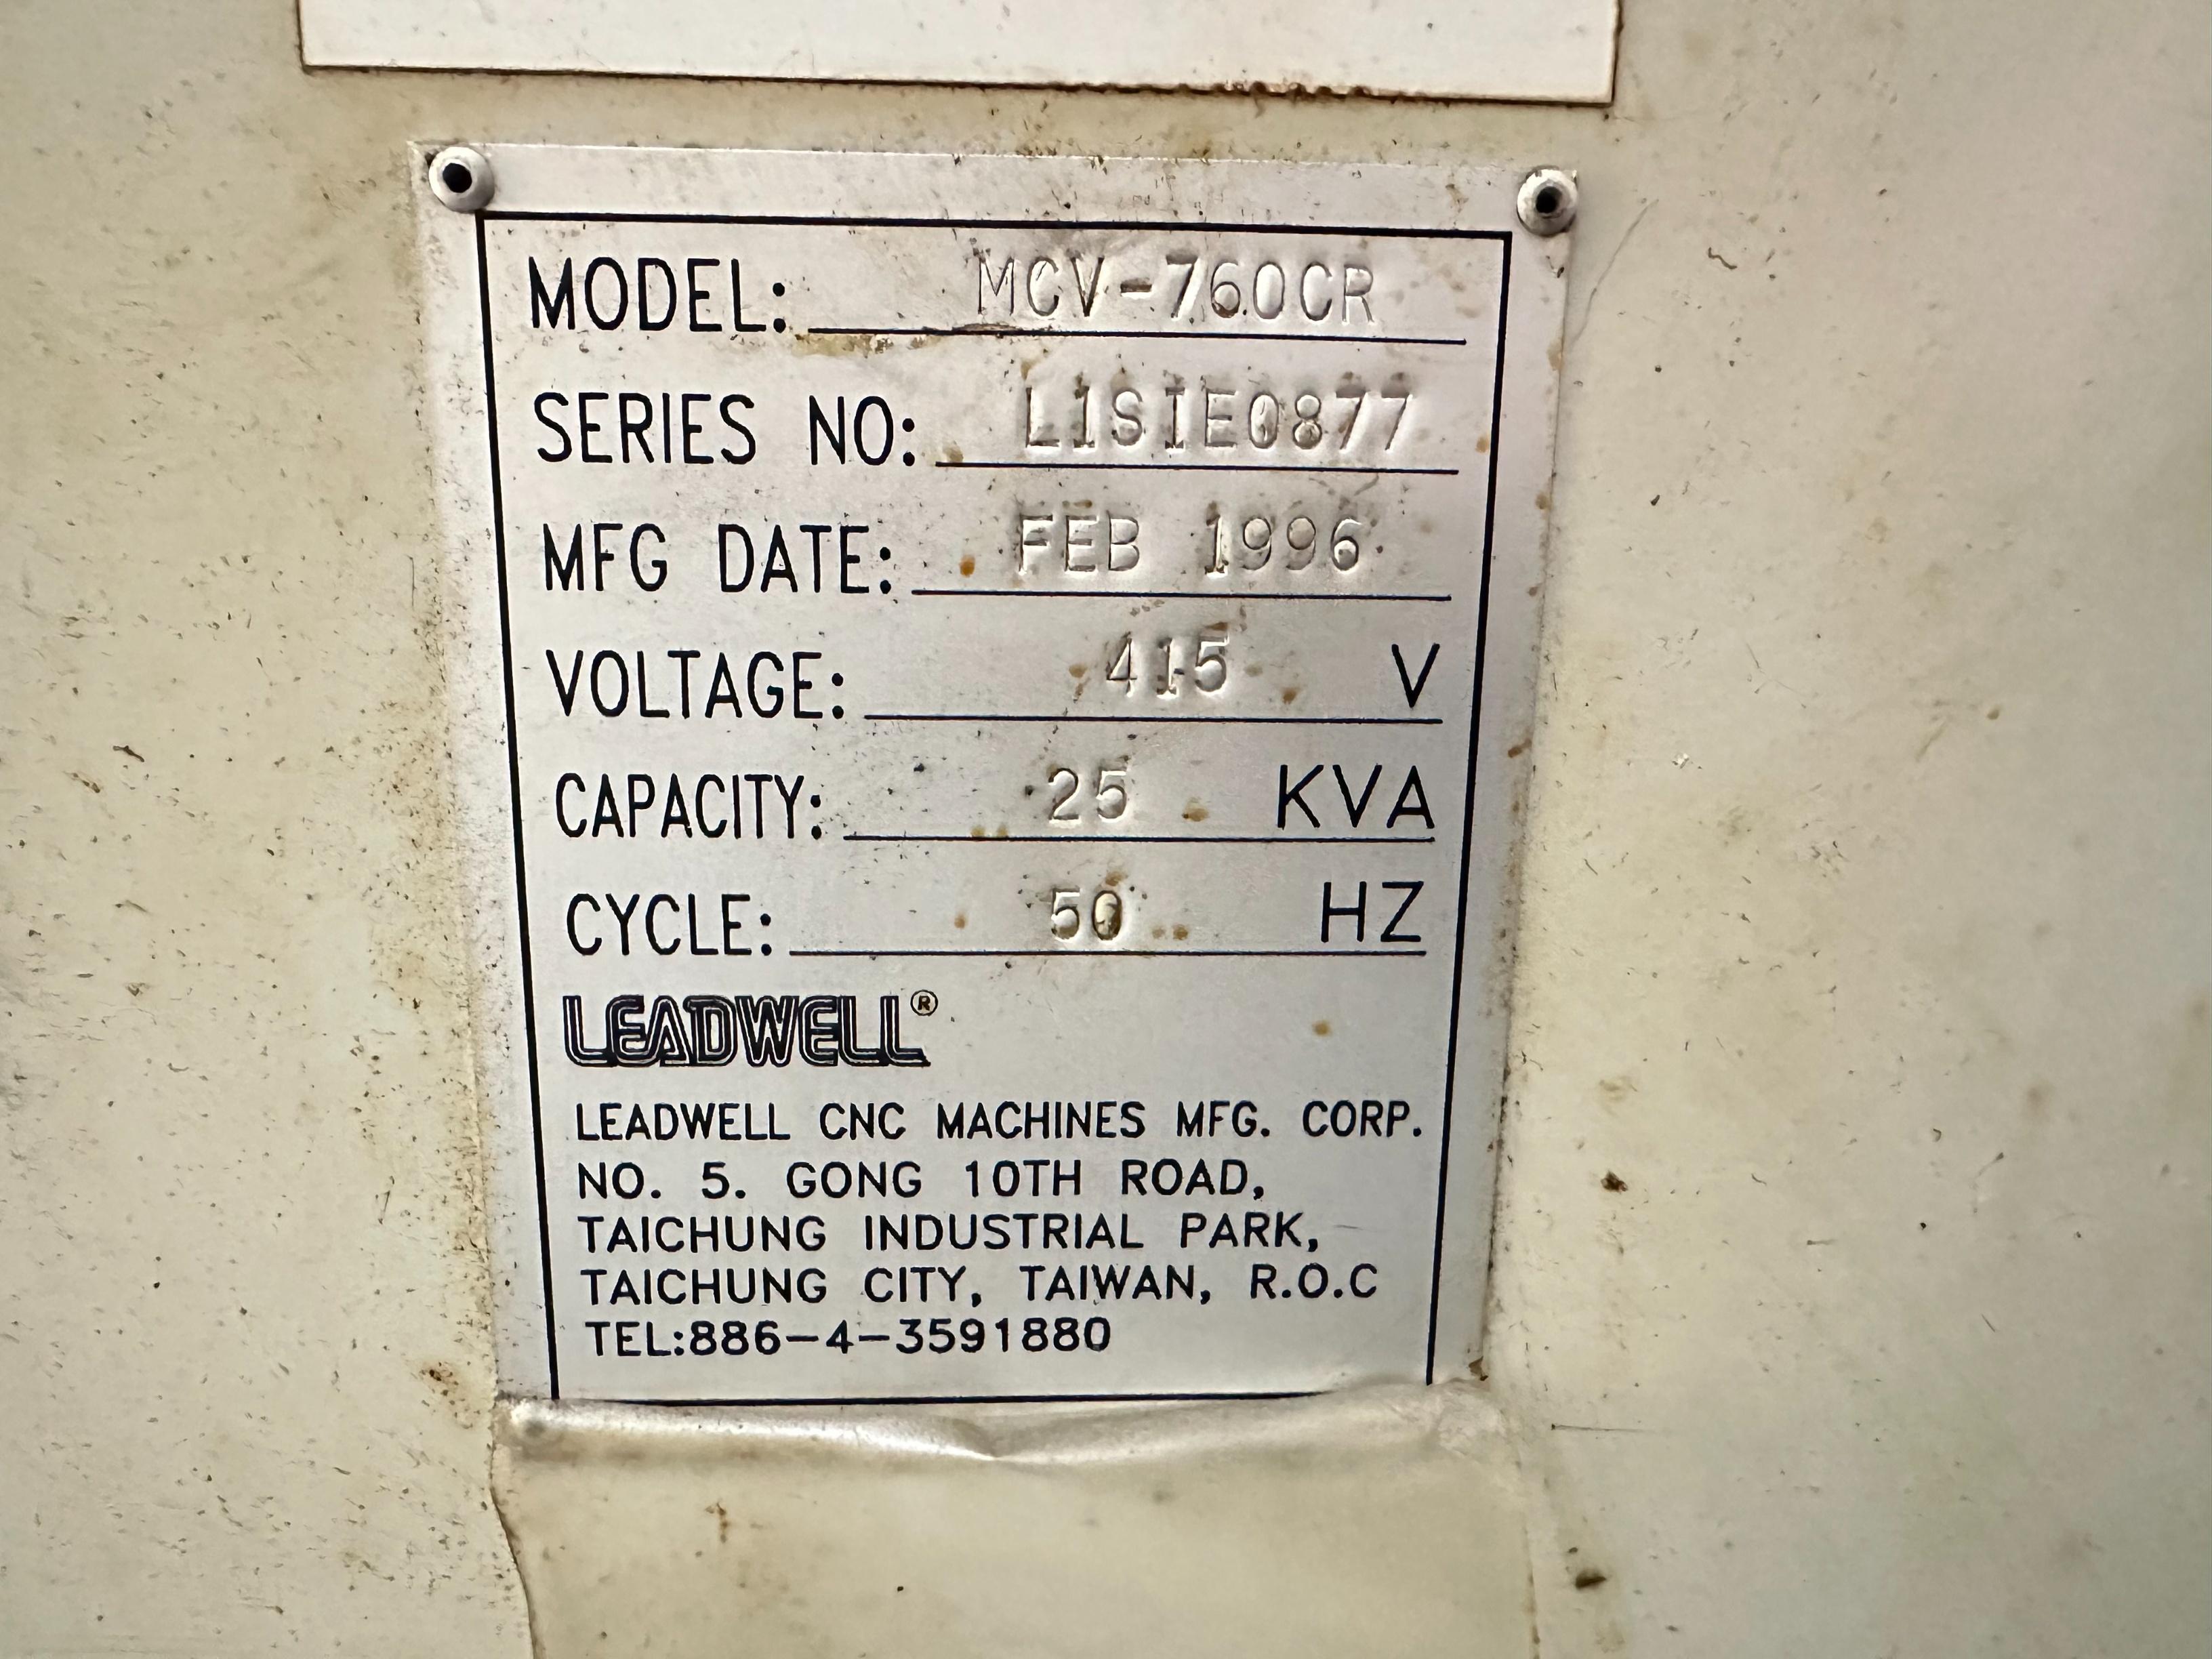 MODEL: MCV-760CR
SERIES NO: L1SIE0877
MFG DATE: FEB 1996
VOLTAGE: 415 V
CAPACITY: 25 KVA
CYCLE: 50 HZ
LEADWELL®
LEADWELL CNC MACHINES MFG. CORP.
NO. 5. GONG 10TH ROAD,
TAICHUNG INDUSTRIAL PARK,
TAICHUNG CITY, TAIWAN, R.O.C
TEL:886-4-3591880